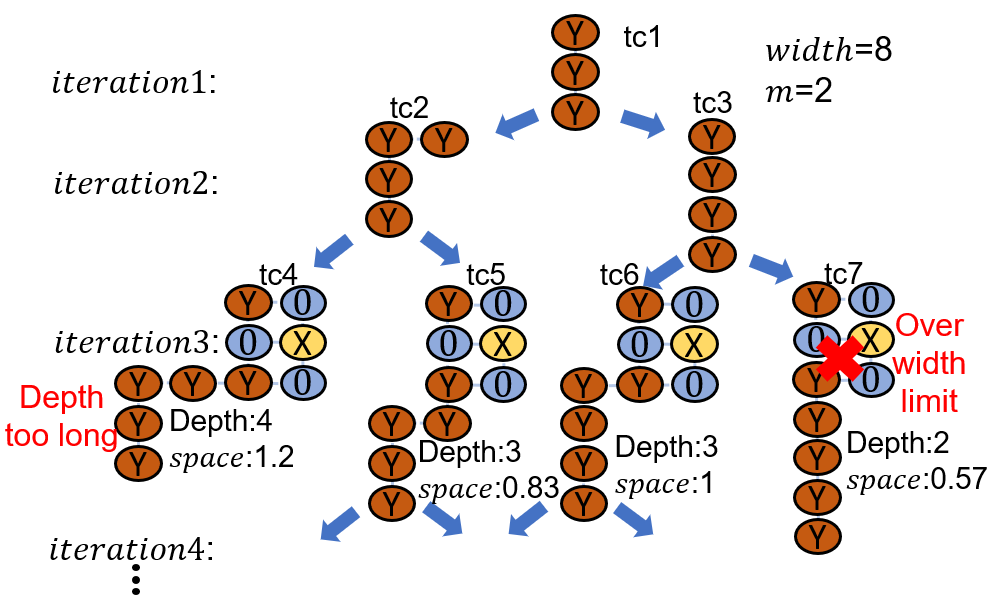 iteration1:
tc1
Y
Y
Y
width=8
m=2
iteration2:
tc2
Y Y
Y
Y
tc3
Y
Y
Y
Y
iteration3:
tc4
Y 0
0 X
Y Y Y 0
Y
Y
Depth
too long
Depth:4
space:1.2
tc5
Y 0
0 X
Y 0
Y Y
Y
Y
Depth:3
space:0.83
tc6
Y 0
0 X
Y Y 0
Y
Y
Y
Depth:3
space:1
tc7
Y 0
0 X
Y 0
Y
Y
Y
Y
Over
width
limit
Depth:2
space:0.57
iteration4: